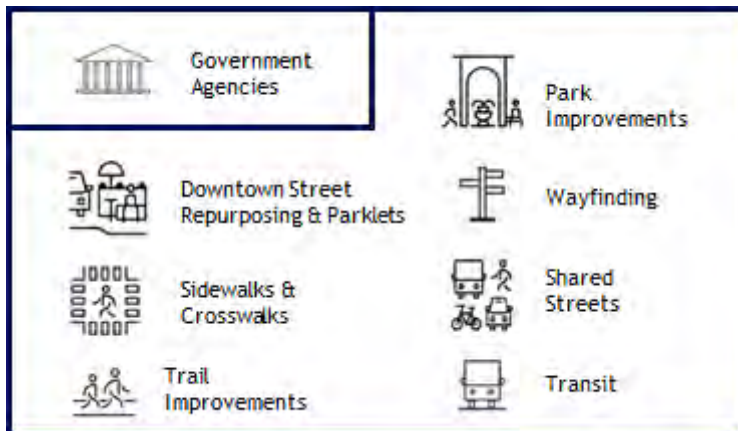 Government
Agencies
Downtown Street
Repurposing & Parklets
Sidewalks &
Crosswalks
Trail
Improvements
Park
Improvements
Wayfinding
Shared
Streets
Transit